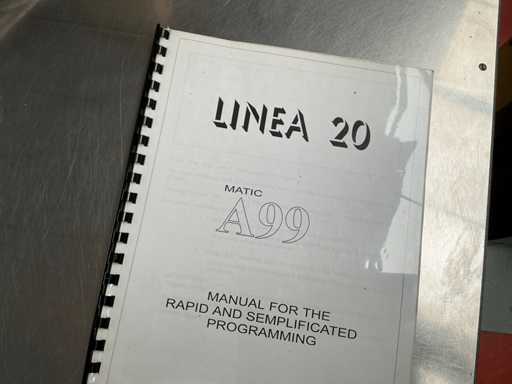 LINEA 20
MATIC
A99
MANUAL FOR THE
RAPID AND SEMPLIFICATED
PROGRAMMING